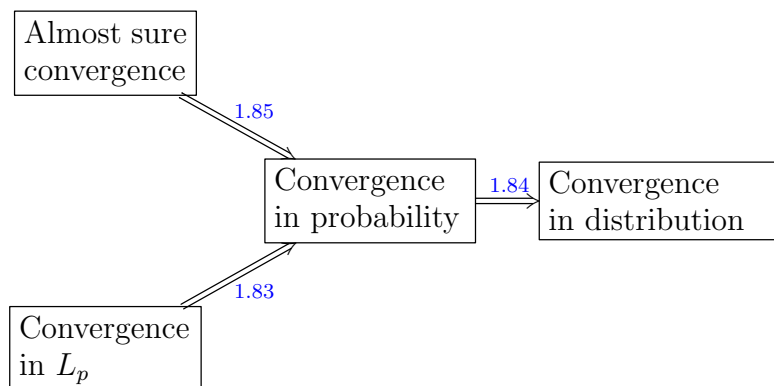 Almost sure
convergence
1.85
Convergence
in probability
1.84
Convergence
in distribution
1.83
Convergence
in $L_p$